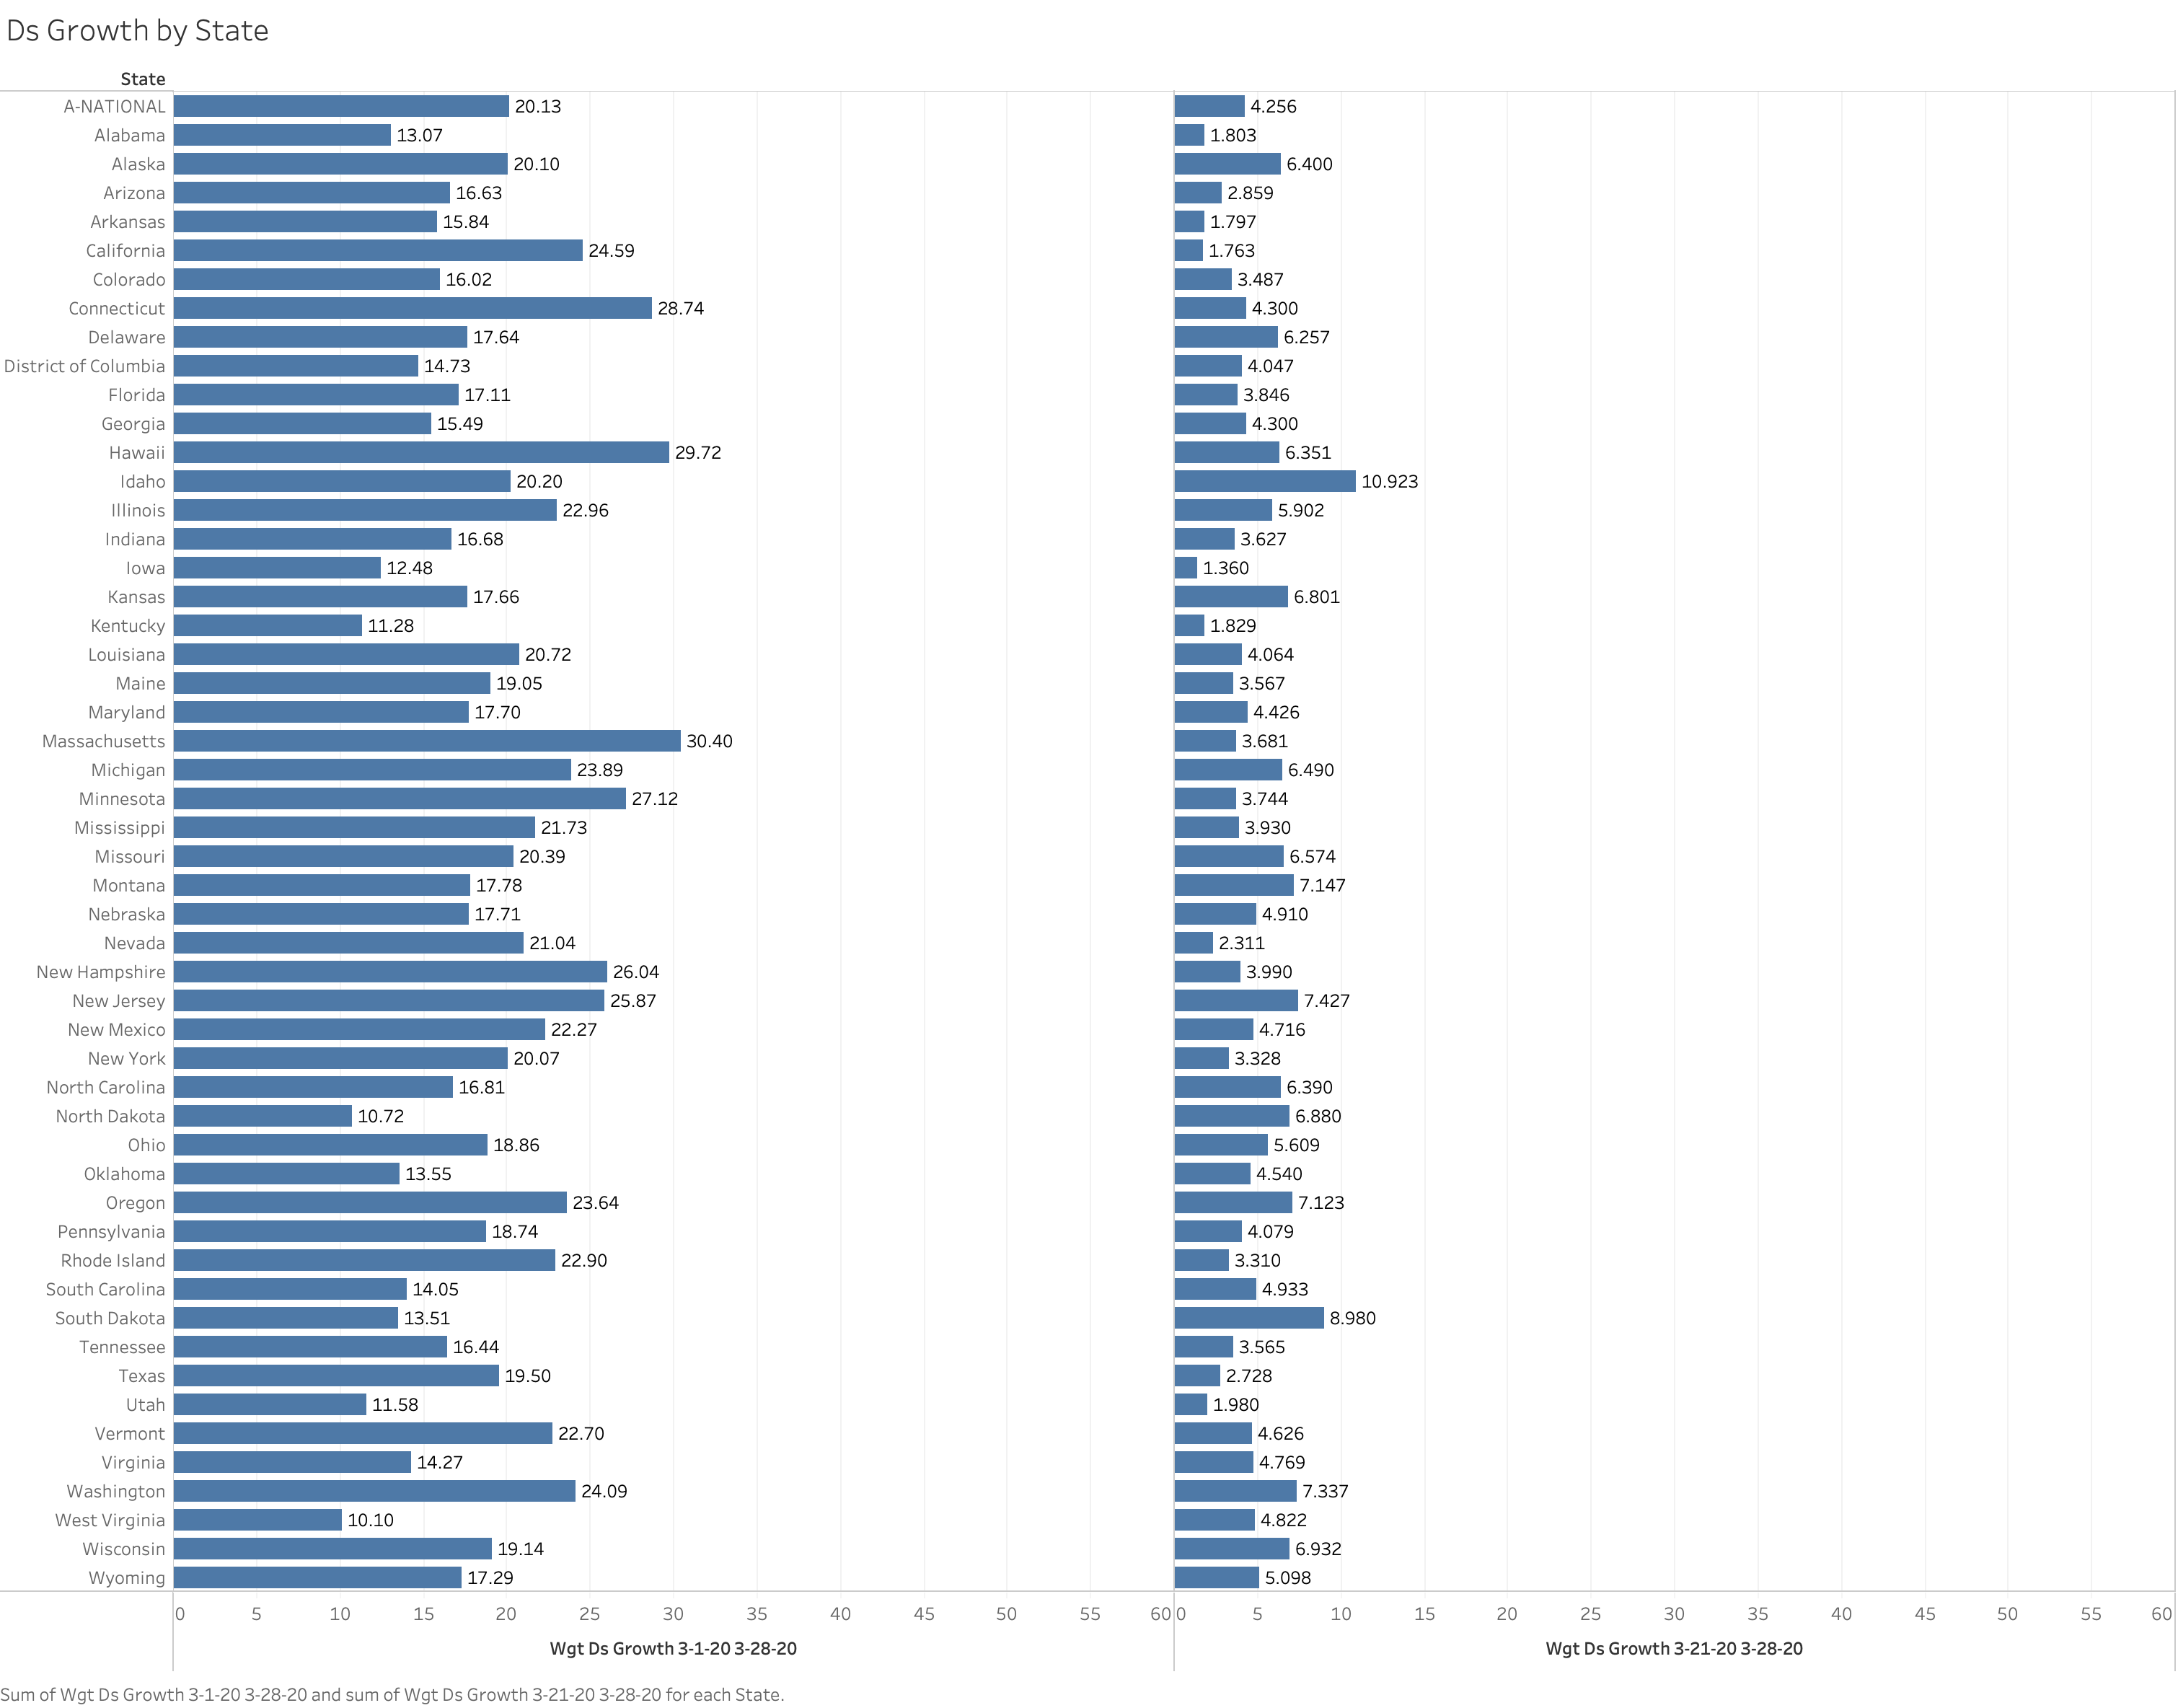 Ds Growth by State
State
A-NATIONAL 20.13 4.256
Alabama 13.07 1.803
Alaska 20.10 6.400
Arizona 16.63 2.859
Arkansas 15.84 1.797
California 24.59 1.763
Colorado 16.02 3.487
Connecticut 28.74 4.300
Delaware 17.64 6.257
District of Columbia 14.73 4.047
Florida 17.11 3.846
Georgia 15.49 4.300
Hawaii 29.72 6.351
Idaho 20.20 10.923
Illinois 22.96 5.902
Indiana 16.68 3.627
Iowa 12.48 1.360
Kansas 17.66 6.801
Kentucky 11.28 1.829
Louisiana 20.72 4.064
Maine 19.05 3.567
Maryland 17.70 4.426
Massachusetts 30.40 3.681
Michigan 23.89 6.490
Minnesota 27.12 3.744
Mississippi 21.73 3.930
Missouri 20.39 6.574
Montana 17.78 7.147
Nebraska 17.71 4.910
Nevada 21.04 2.311
New Hampshire 26.04 3.990
New Jersey 25.87 7.427
New Mexico 22.27 4.716
New York 20.07 3.328
North Carolina 16.81 6.390
North Dakota 10.72 6.880
Ohio 18.86 5.609
Oklahoma 13.55 4.540
Oregon 23.64 7.123
Pennsylvania 18.74 4.079
Rhode Island 22.90 3.310
South Carolina 14.05 4.933
South Dakota 13.51 8.980
Tennessee 16.44 3.565
Texas 19.50 2.728
Utah 11.58 1.980
Vermont 22.70 4.626
Virginia 14.27 4.769
Washington 24.09 7.337
West Virginia 10.10 4.822
Wisconsin 19.14 6.932
Wyoming 17.29 5.098
0 5 10 15 20 25 30 35 40 45 50 55 60 0 5 10 15 20 25 30 35 40 45 50 55 60
Wgt Ds Growth 3-1-20 3-28-20 Wgt Ds Growth 3-21-20 3-28-20
Sum of Wgt Ds Growth 3-1-20 3-28-20 and sum of Wgt Ds Growth 3-21-20 3-28-20 for each State.